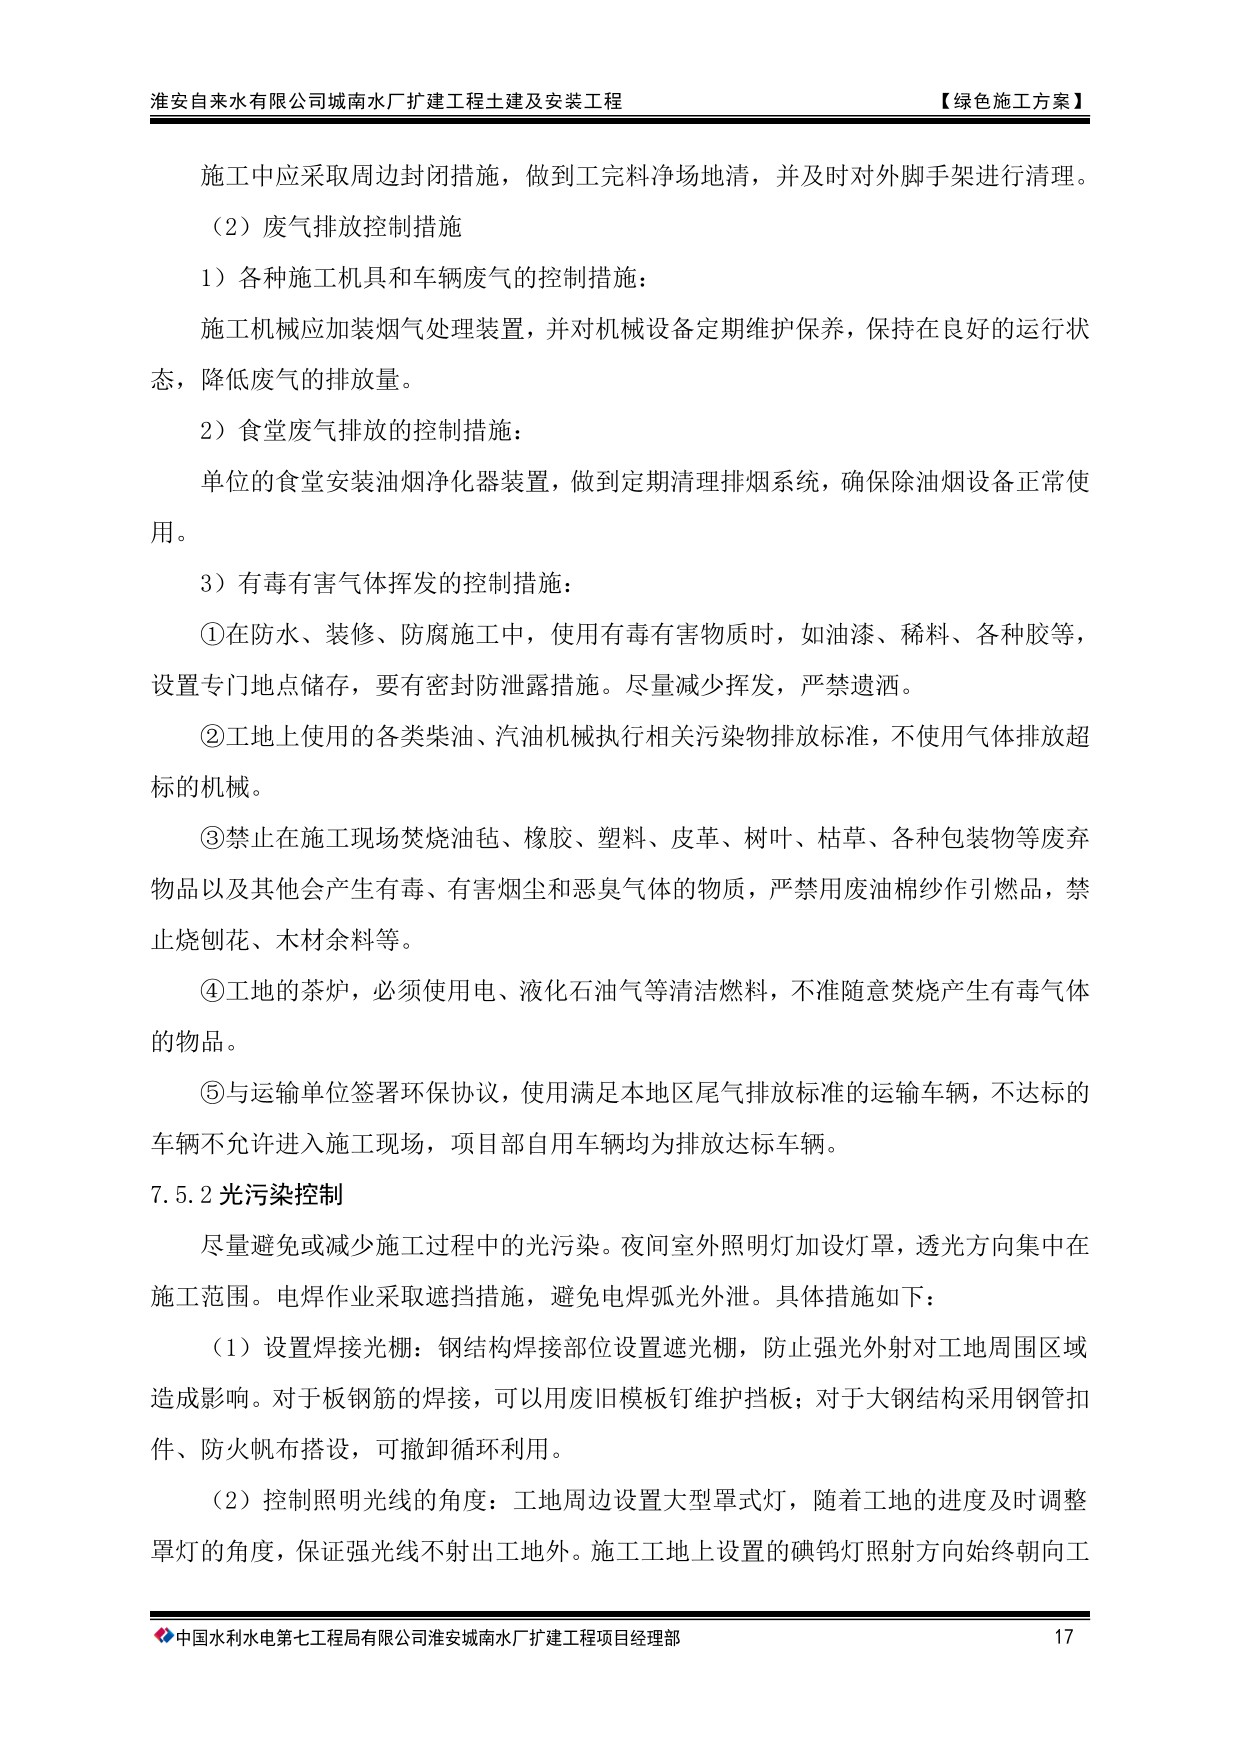 淮安自来水有限公司城南水厂扩建工程土建及安装工程 【绿色施工方案】
施工中应采取周边封闭措施，做到工完料净场地清，并及时对外脚手架进行清理。
（2）废气排放控制措施
1）各种施工机具和车辆废气的控制措施：
施工机械应加装烟气处理装置，并对机械设备定期维护保养，保持在良好的运行状
态，降低废气的排放量。
2）食堂废气排放的控制措施：
单位的食堂安装油烟净化器装置，做到定期清理排烟系统，确保除油烟设备正常使
用。
3）有毒有害气体挥发的控制措施：
①在防水、装修、防腐施工中，使用有毒有害物质时，如油漆、稀料、各种胶等，
设置专门地点储存，要有密封防泄露措施。尽量减少挥发，严禁遗洒。
②工地上使用的各类柴油、汽油机械执行相关污染物排放标准，不使用气体排放超
标的机械。
③禁止在施工现场焚烧油毡、橡胶、塑料、皮革、树叶、枯草、各种包装物等废弃
物品以及其他会产生有毒、有害烟尘和恶臭气体的物质，严禁用废油棉纱作引燃品，禁
止烧刨花、木材余料等。
④工地的茶炉，必须使用电、液化石油气等清洁燃料，不准随意焚烧产生有毒气体
的物品。
⑤与运输单位签署环保协议，使用满足本地区尾气排放标准的运输车辆，不达标的
车辆不允许进入施工现场，项目部自用车辆均为排放达标车辆。
7.5.2 光污染控制
尽量避免或减少施工过程中的光污染。夜间室外照明灯加设灯罩，透光方向集中在
施工范围。电焊作业采取遮挡措施，避免电焊弧光外泄。具体措施如下：
（1）设置焊接光棚：钢结构焊接部位设置遮光棚，防止强光外射对工地周围区域
造成影响。对于板钢筋的焊接，可以用废旧模板钉维护挡板；对于大钢结构采用钢管扣
件、防火帆布搭设，可撤卸循环利用。
（2）控制照明光线的角度：工地周边设置大型罩式灯，随着工地的进度及时调整
罩灯的角度，保证强光线不射出工地外。施工工地上设置的碘钨灯照射方向始终朝向工
中国水利水电第七工程局有限公司淮安城南水厂扩建工程项目经理部 17